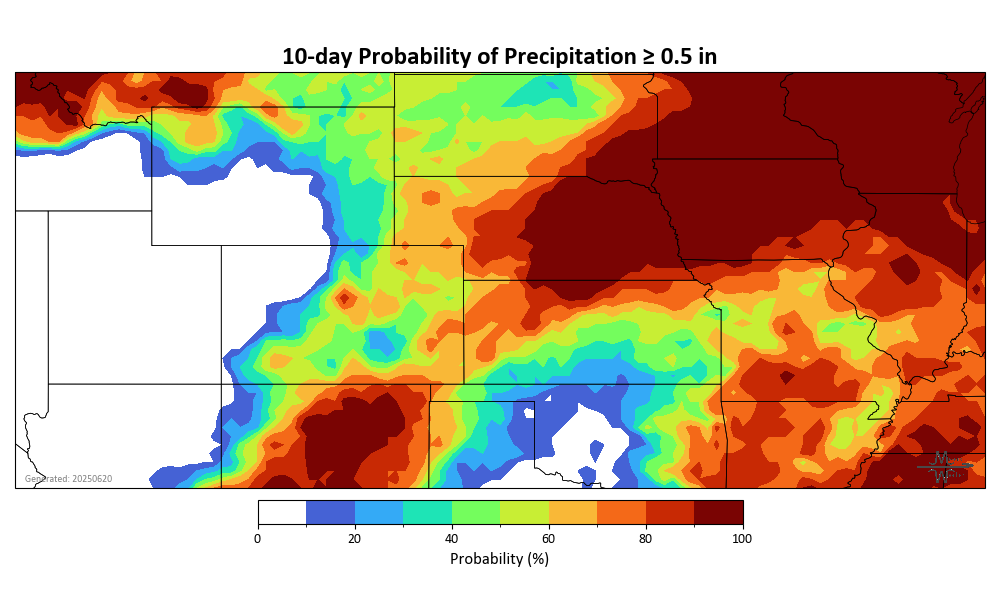 10-day Probability of Precipitation ≥ 0.5 in
Generated: 20250620
0 20 40 60 80 100
Probability (%)